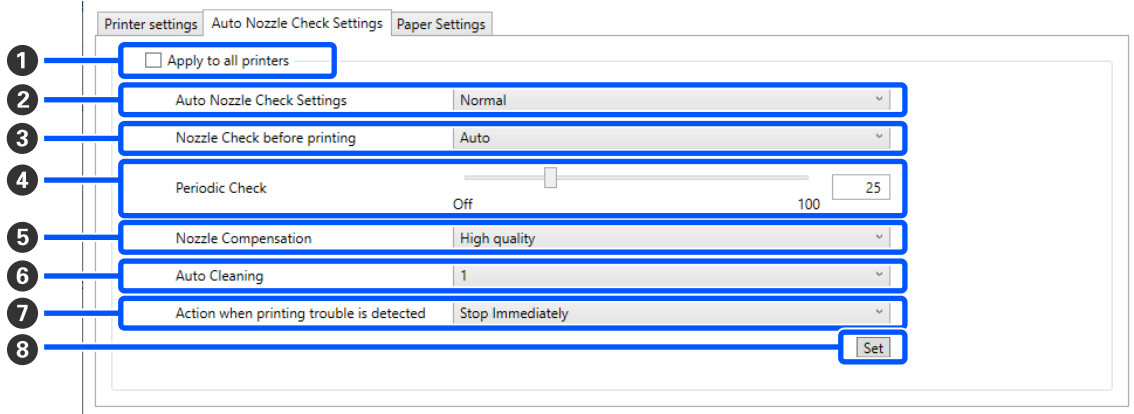 Printer settings Auto Nozzle Check Settings Paper Settings
1 Apply to all printers
2 Auto Nozzle Check Settings Normal
3 Nozzle Check before printing Auto
4 Periodic Check 25
Off 100
5 Nozzle Compensation High quality
6 Auto Cleaning 1
7 Action when printing trouble is detected Stop Immediately
8 Set